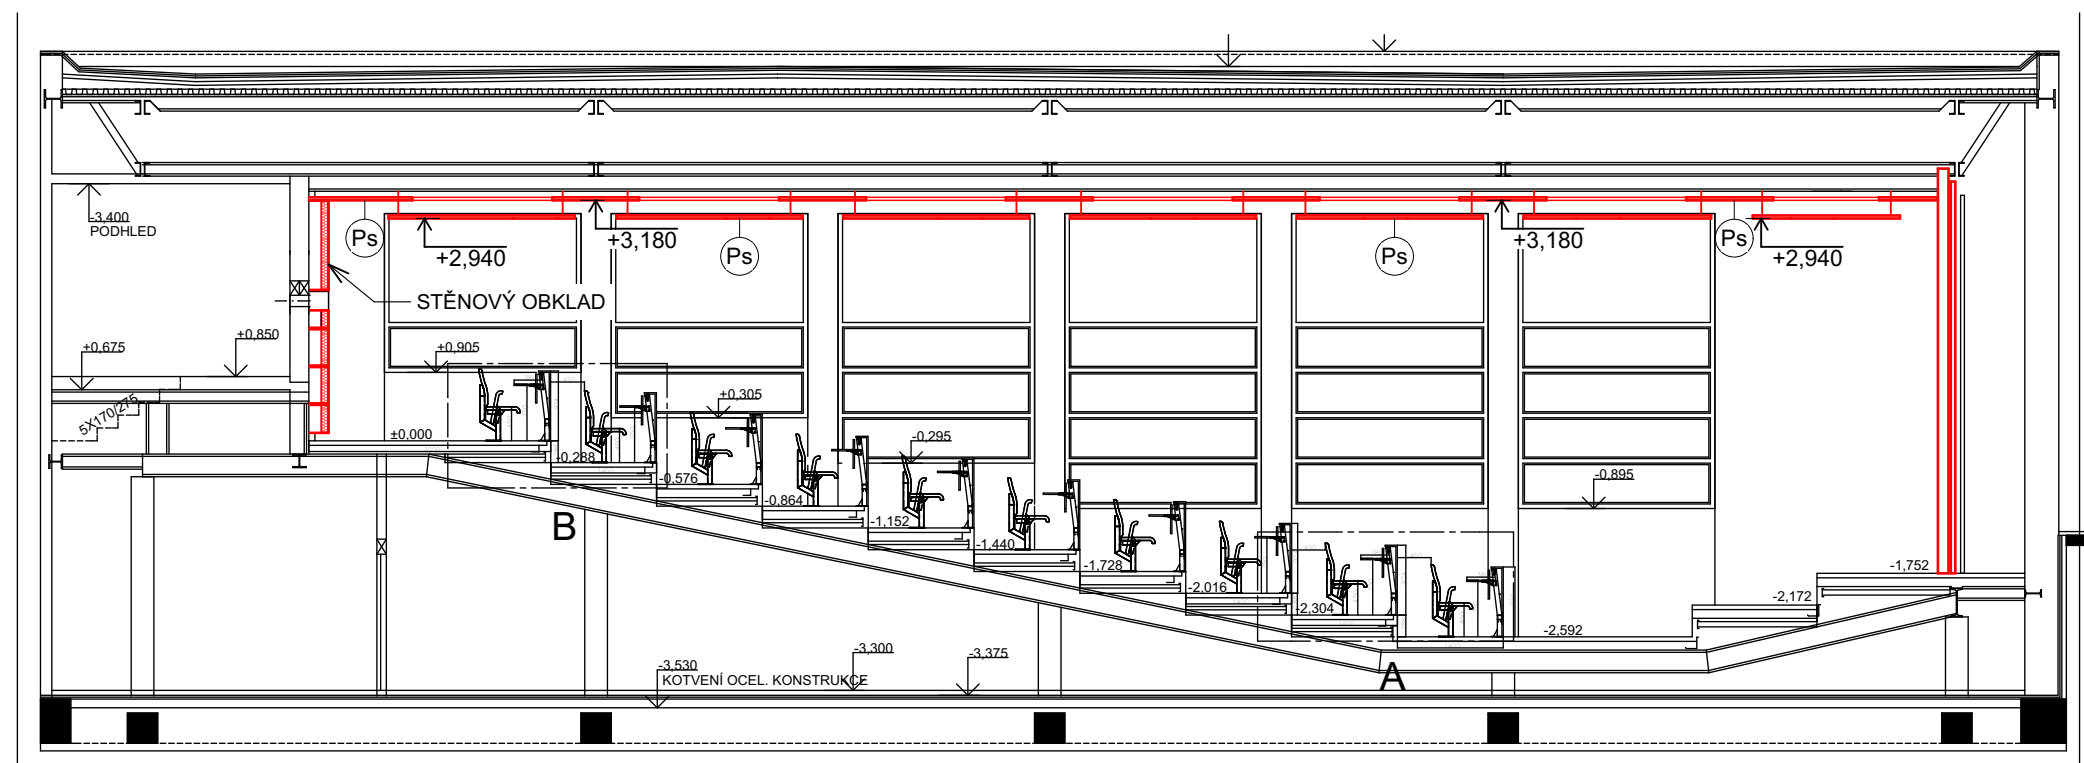 -3,400
PODHLED
Ps
+2,940
+3,180
Ps
Ps
+3,180
Ps
+2,940
STĚNOVÝ OBKLAD
+0,675
+0,850
+0,905
5X170/275
±0,000
+0,305
-0,288
-0,295
-0,576
-0,864
-0,895
-1,152
-1,440
-1,728
-1,752
-2,016
-2,172
-2,304
-2,592
B
A
-3,530
KOTVENÍ OCEL. KONSTRUKCE
-3,300
-3,375